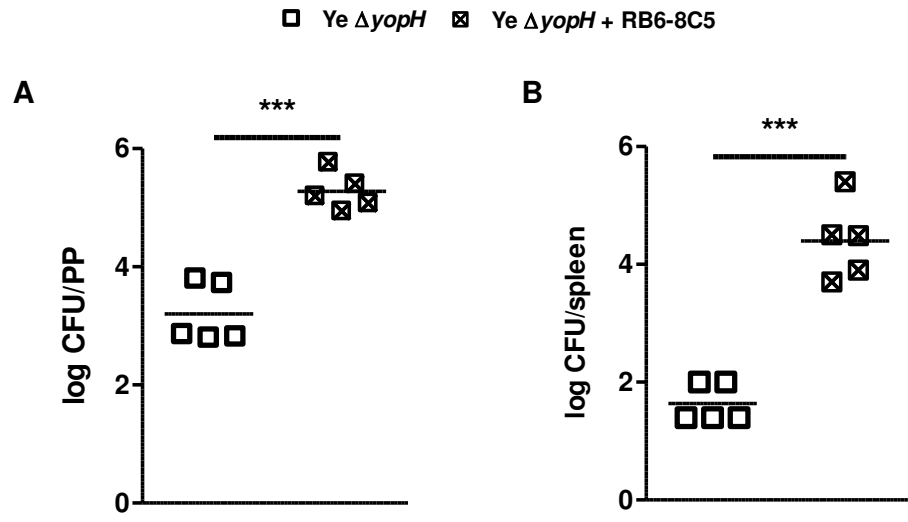 Ye ΔyopH Ye ΔyopH + RB6-8C5
A
B
***
***
6
4
2
0
log CFU/PP
6
4
2
0
log CFU/spleen